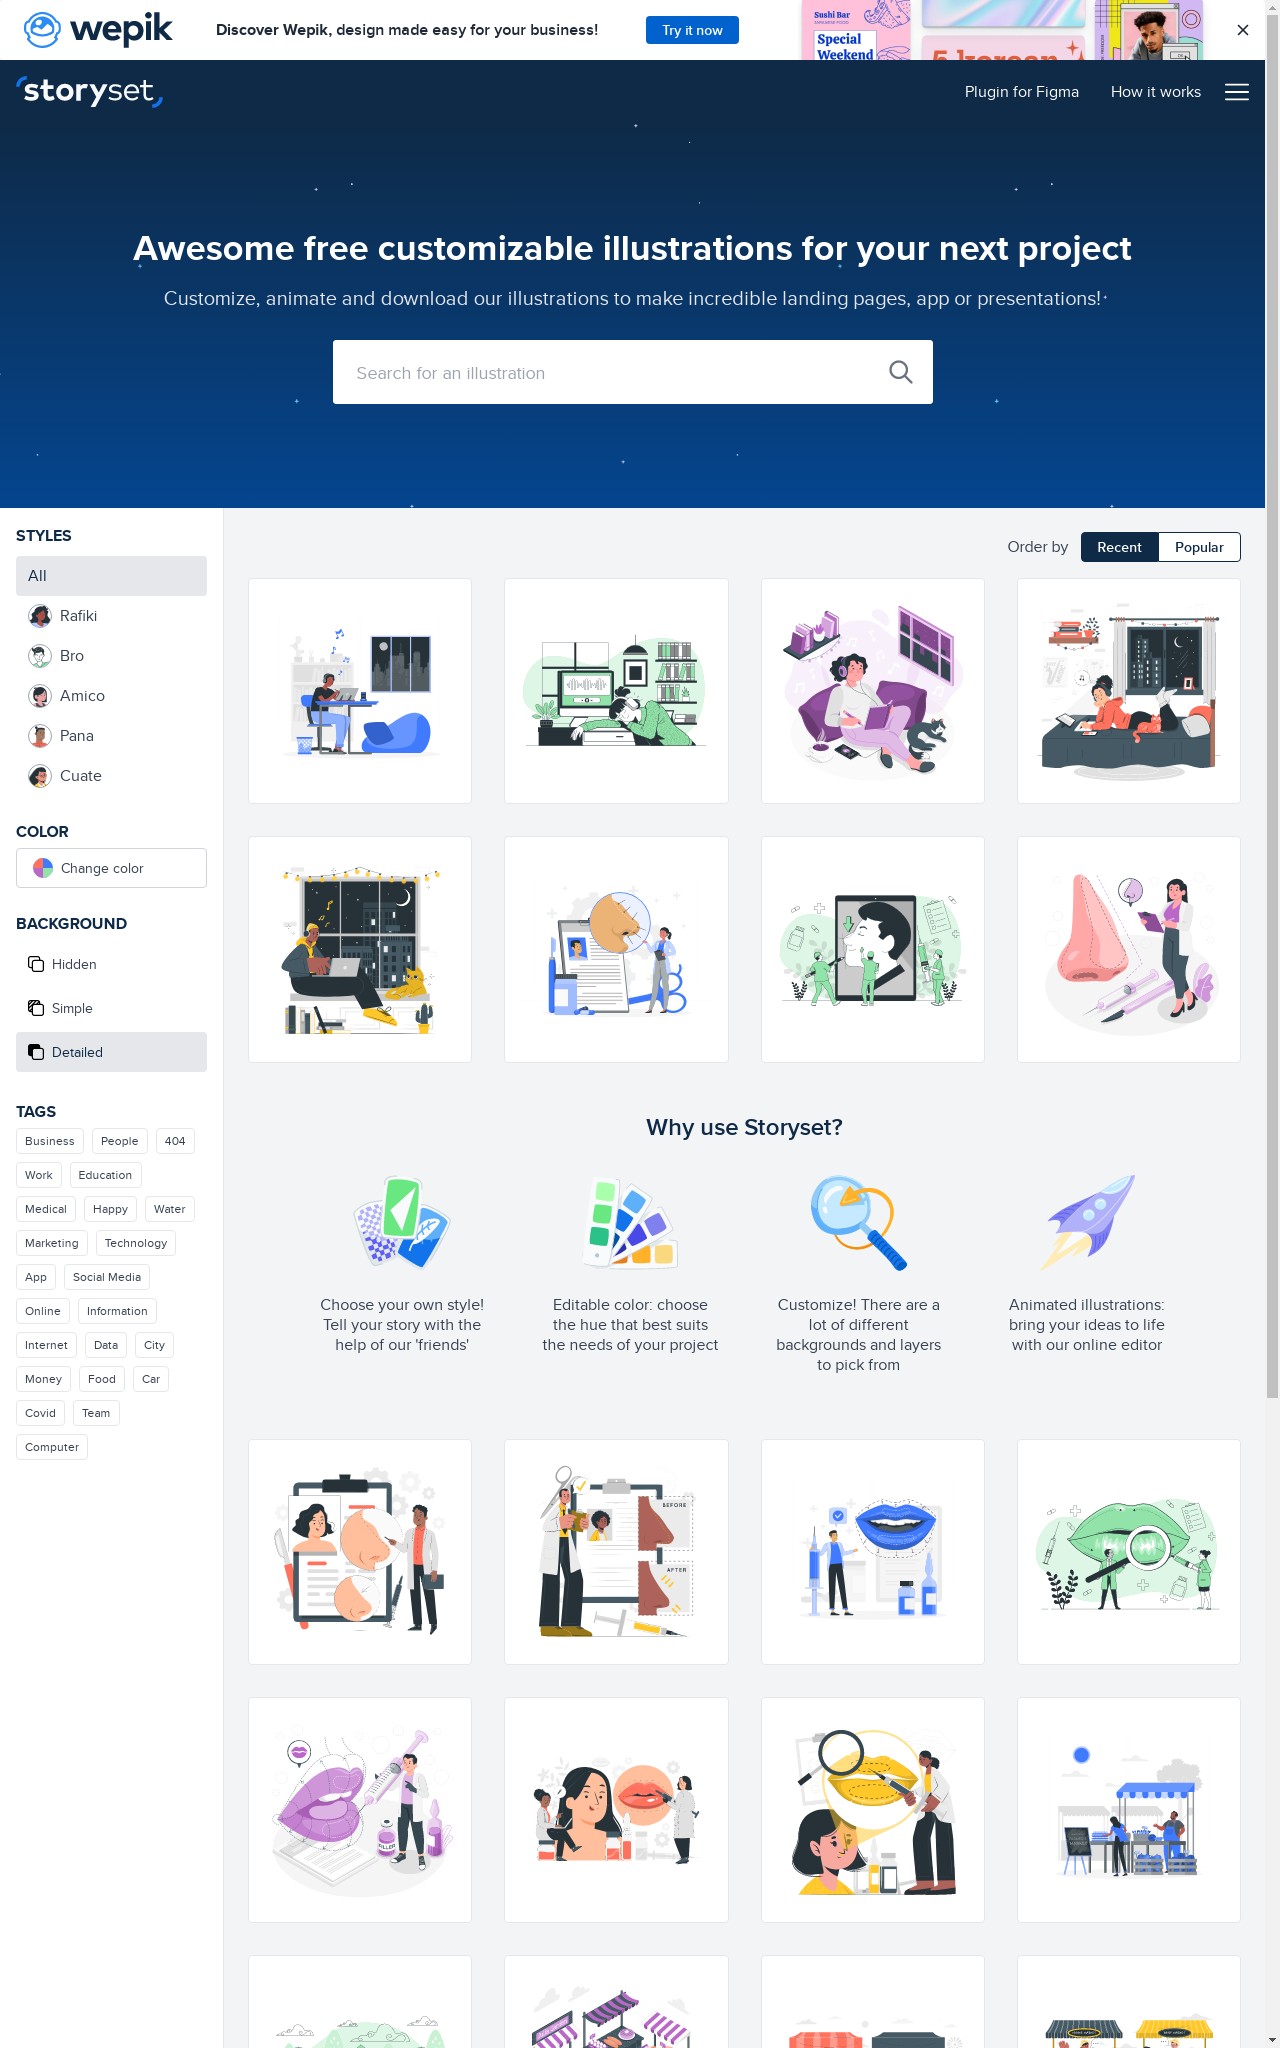 wepik
Discover Wepik, design made easy for your business!
Try it now
Sushi Bar
Special
Weekend
5 korean
storyset
Plugin for Figma
How it works
Awesome free customizable illustrations for your next project
Customize, animate and download our illustrations to make incredible landing pages, app or presentations!
Search for an illustration
STYLES
All
Rafiki
Bro
Amico
Pana
Cuate
COLOR
Change color
BACKGROUND
Hidden
Simple
Detailed
TAGS
Business People 404
Work Education
Medical Happy Water
Marketing Technology
App Social Media
Online Information
Internet Data City
Money Food Car
Covid Team
Computer
Order by Recent Popular
Why use Storyset?
Choose your own style!
Tell your story with the
help of our 'friends'
Editable color: choose
the hue that best suits
the needs of your project
Customize! There are a
lot of different
backgrounds and layers
to pick from
Animated illustrations:
bring your ideas to life
with our online editor
BEFORE
AFTER
FILLER